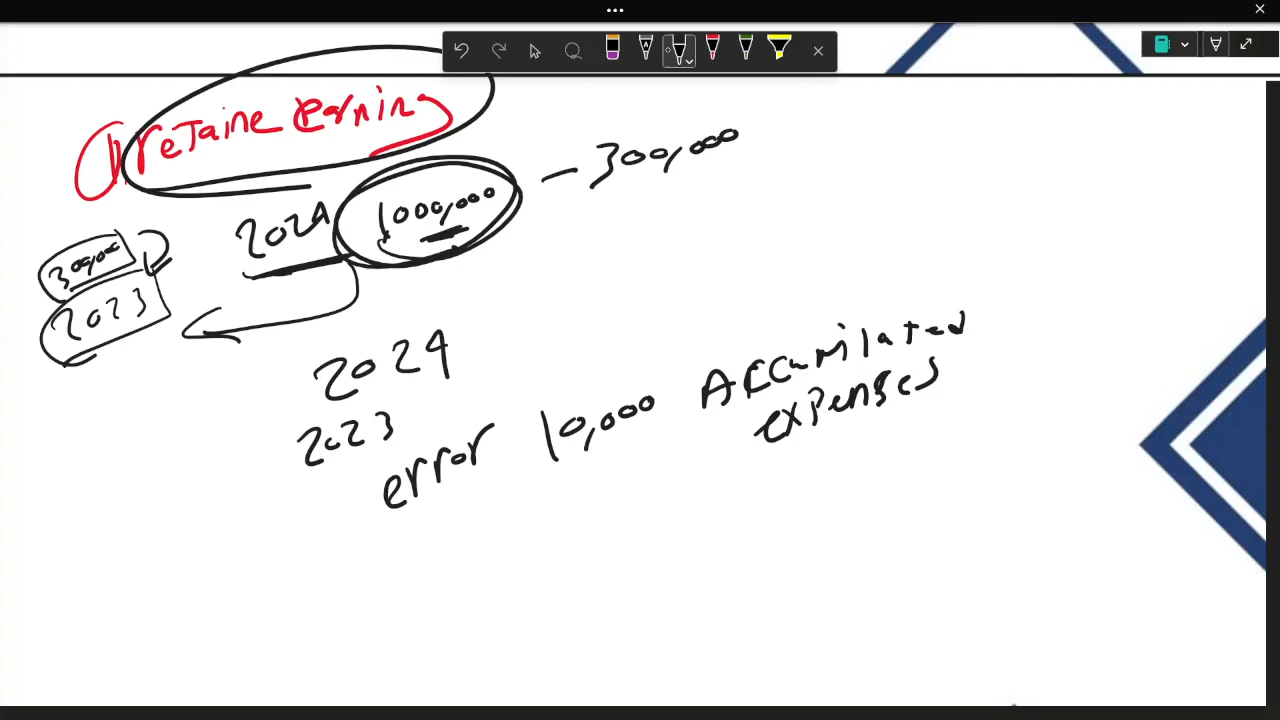 retaine earning
2024 1000,000 - 300,000
300,000
2023
2024
2023
error 10,000 Accumilated
expenses